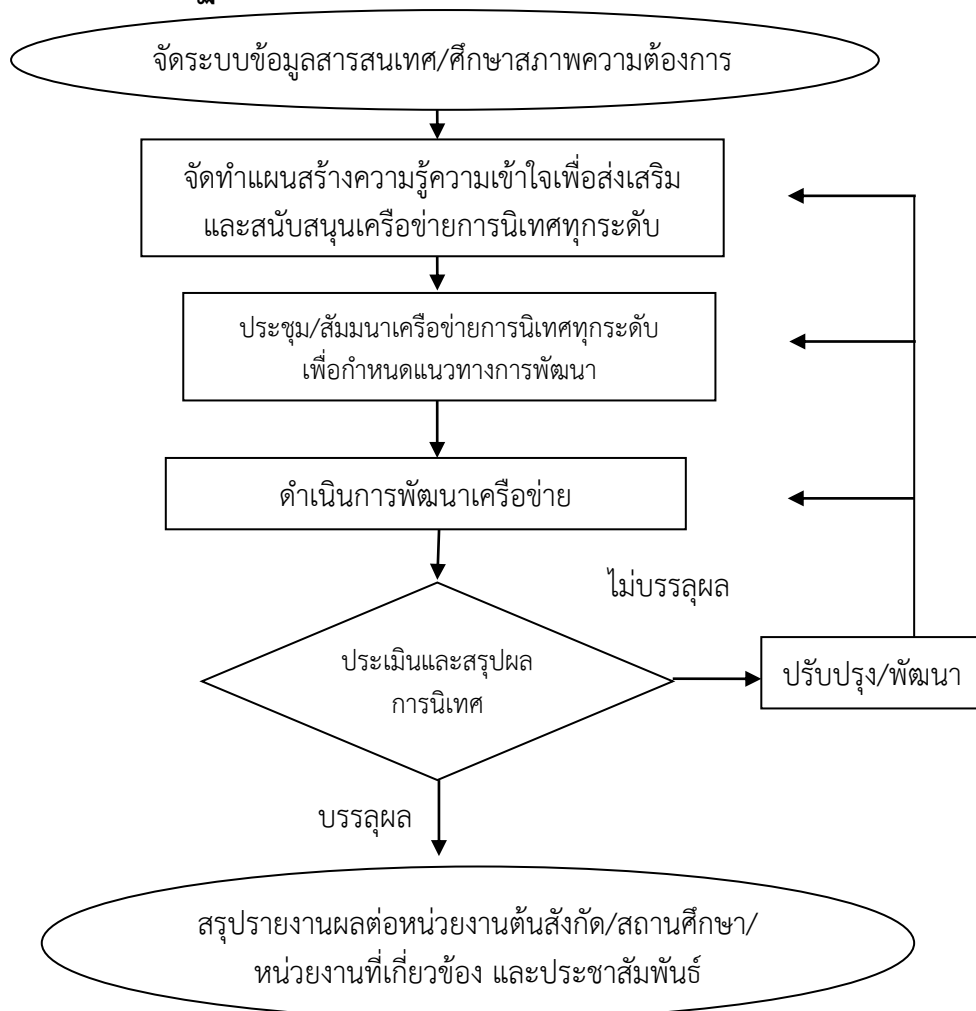 จัดระบบข้อมูลสารสนเทศ/ศึกษาสภาพความต้องการ
จัดทำแผนสร้างความรู้ความเข้าใจเพื่อส่งเสริม
และสนับสนุนเครือข่ายการนิเทศทุกระดับ
ประชุม/สัมมนาเครือข่ายการนิเทศทุกระดับ
เพื่อกำหนดแนวทางการพัฒนา
ดำเนินการพัฒนาเครือข่าย
ไม่บรรลุผล
ประเมินและสรุปผล
การนิเทศ
ปรับปรุง/พัฒนา
บรรลุผล
สรุปรายงานผลต่อหน่วยงานต้นสังกัด/สถานศึกษา/
หน่วยงานที่เกี่ยวข้อง และประชาสัมพันธ์